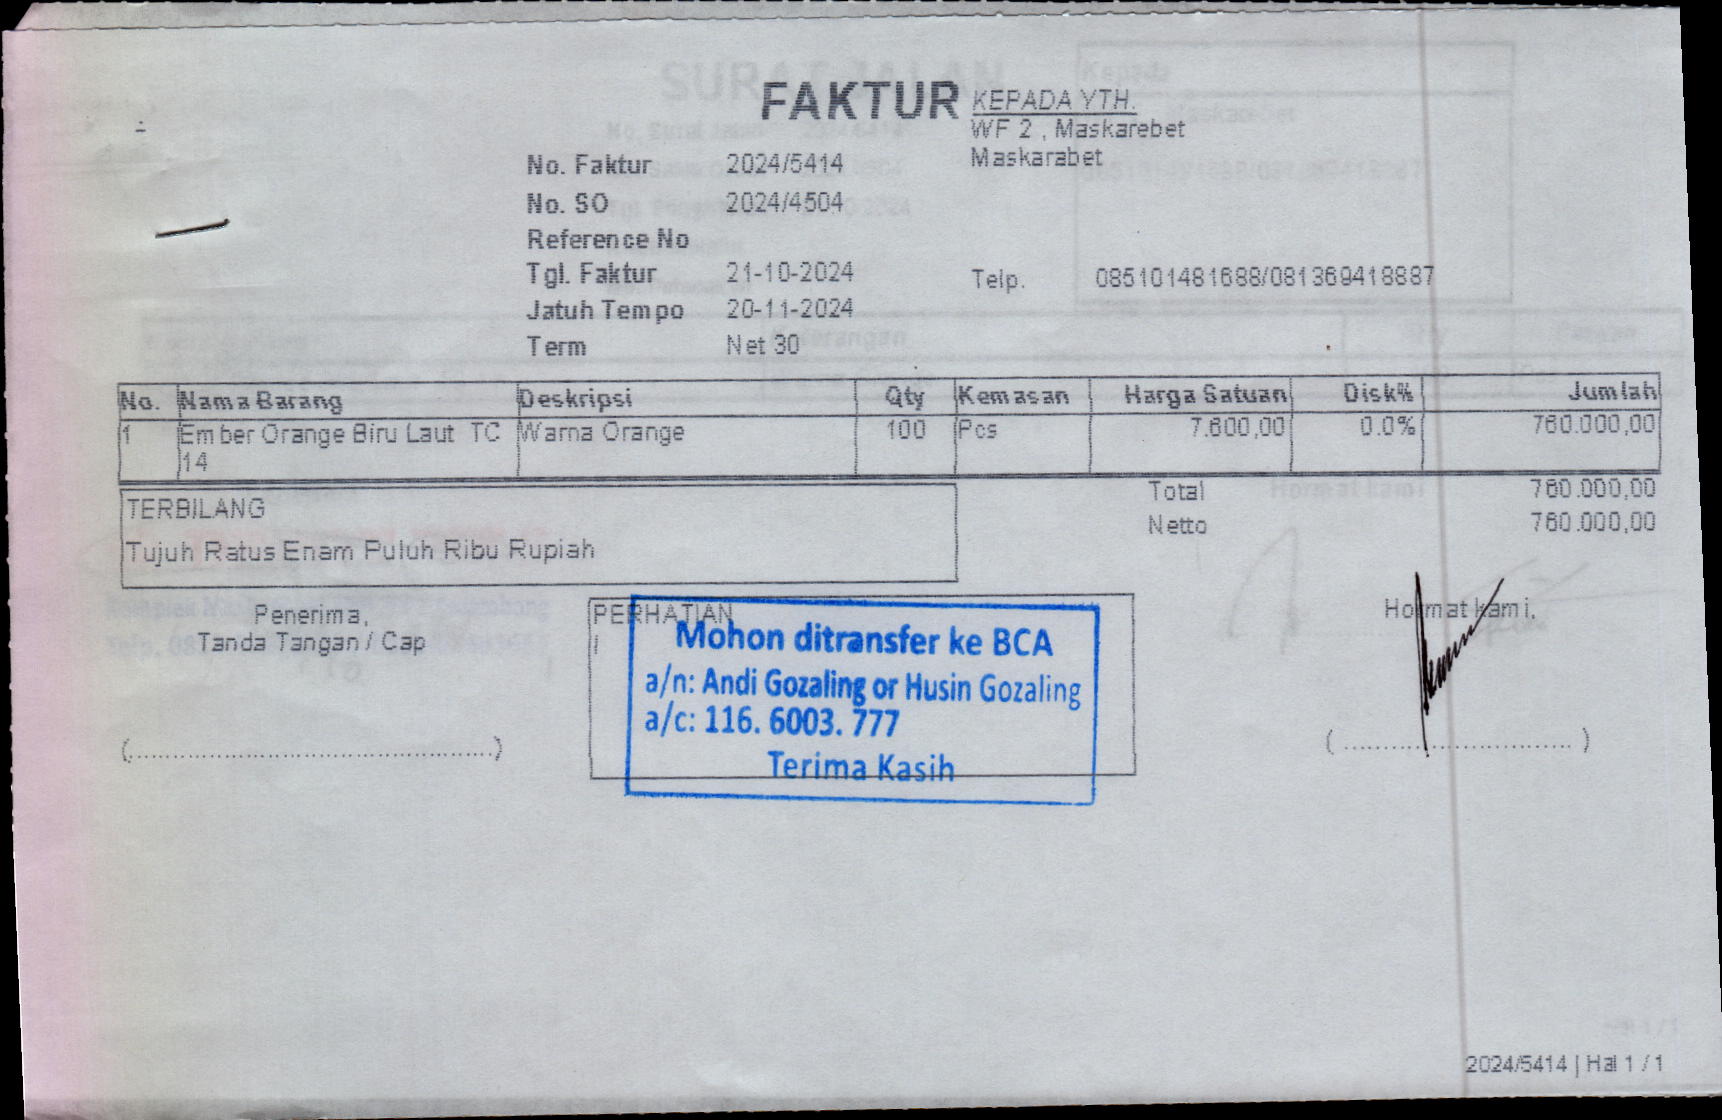 FAKTUR
KEPADA YTH.
WF 2 , Maskarebet
Maskarabet
No. Faktur 2024/5414
No. SO 2024/4504
Reference No
Tgl. Faktur 21-10-2024
Telp. 085101481688/081369418887
Jatuh Tempo 20-11-2024
Term Net 30
No. Nama Barang Deskripsi Qty Kemasan Harga Satuan Disk% Jumlah
1 Ember Orange Biru Laut TC Warna Orange 100 Pcs 7.600,00 0.0% 760.000,00
14
Total 760.000,00
Netto 760.000,00
TERBILANG
Tujuh Ratus Enam Puluh Ribu Rupiah
Penerima,
Tanda Tangan / Cap
(........................................)
PERHATIAN
Mohon ditransfer ke BCA
a/n: Andi Gozaling or Husin Gozaling
a/c: 116. 6003. 777
Terima Kasih
Hormat kami,
( ............................ )
2024/5414 | Hal 1 / 1